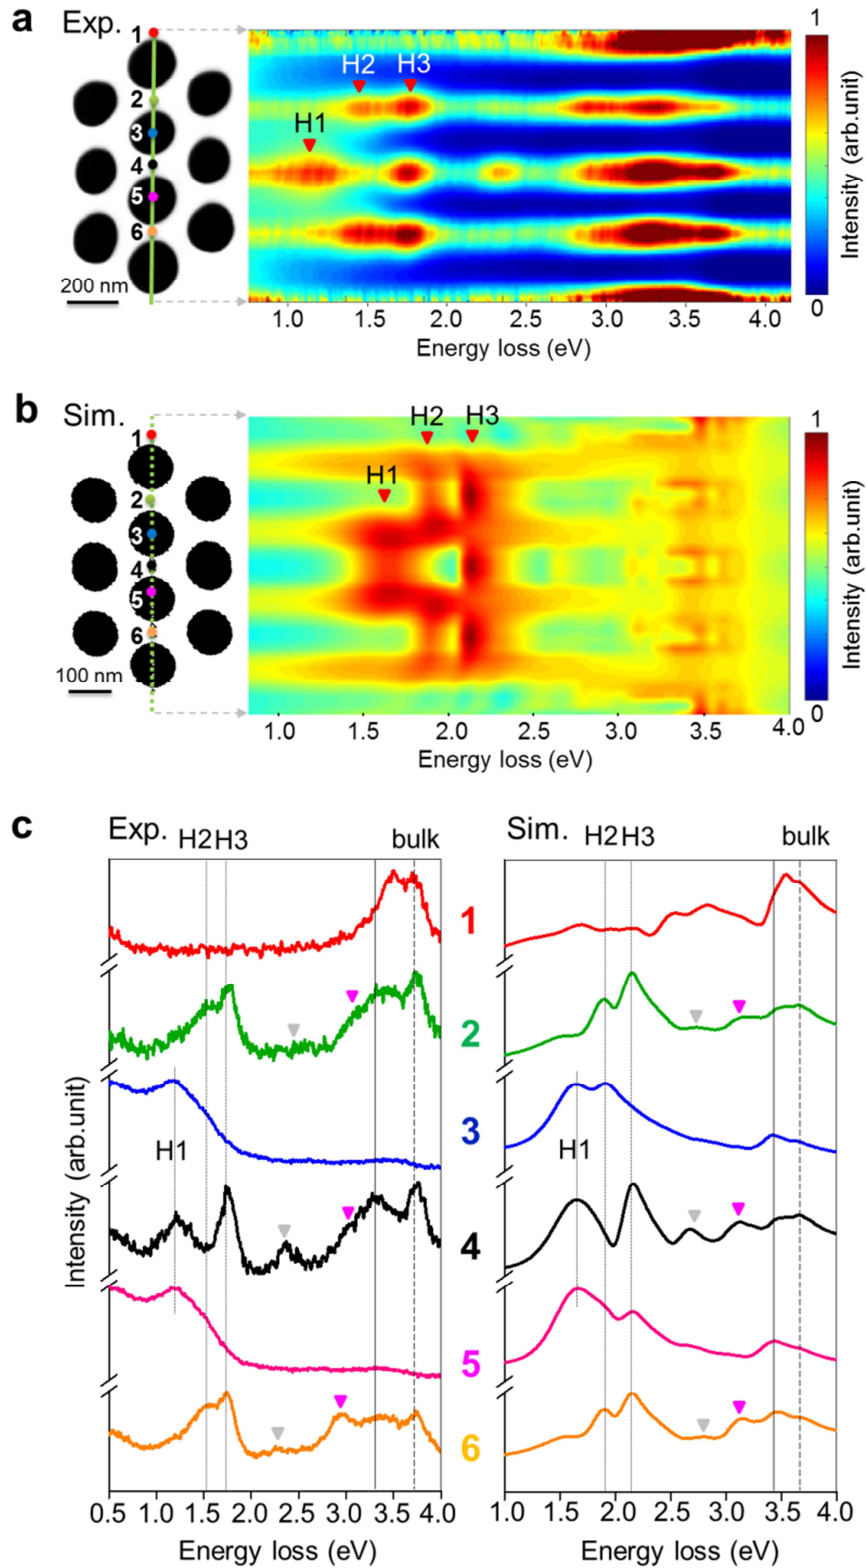 a Exp.
1
2
3
4
5
6
200 nm
H2 H3
H1
1.0 1.5 2.0 2.5 3.0 3.5 4.0
Energy loss (eV)
1
0
Intensity (arb.unit)
b Sim.
1
2
3
4
5
6
100 nm
H2 H3
H1
1.0 1.5 2.0 2.5 3.0 3.5 4.0
Energy loss (eV)
1
0
Intensity (arb.unit)
c Exp. H2 H3 bulk
Sim. H2 H3 bulk
1
2
3
4
5
6
H1
H1
Intensity (arb.unit)
0.5 1.0 1.5 2.0 2.5 3.0 3.5 4.0
1.0 1.5 2.0 2.5 3.0 3.5 4.0
Energy loss (eV)
Energy loss (eV)